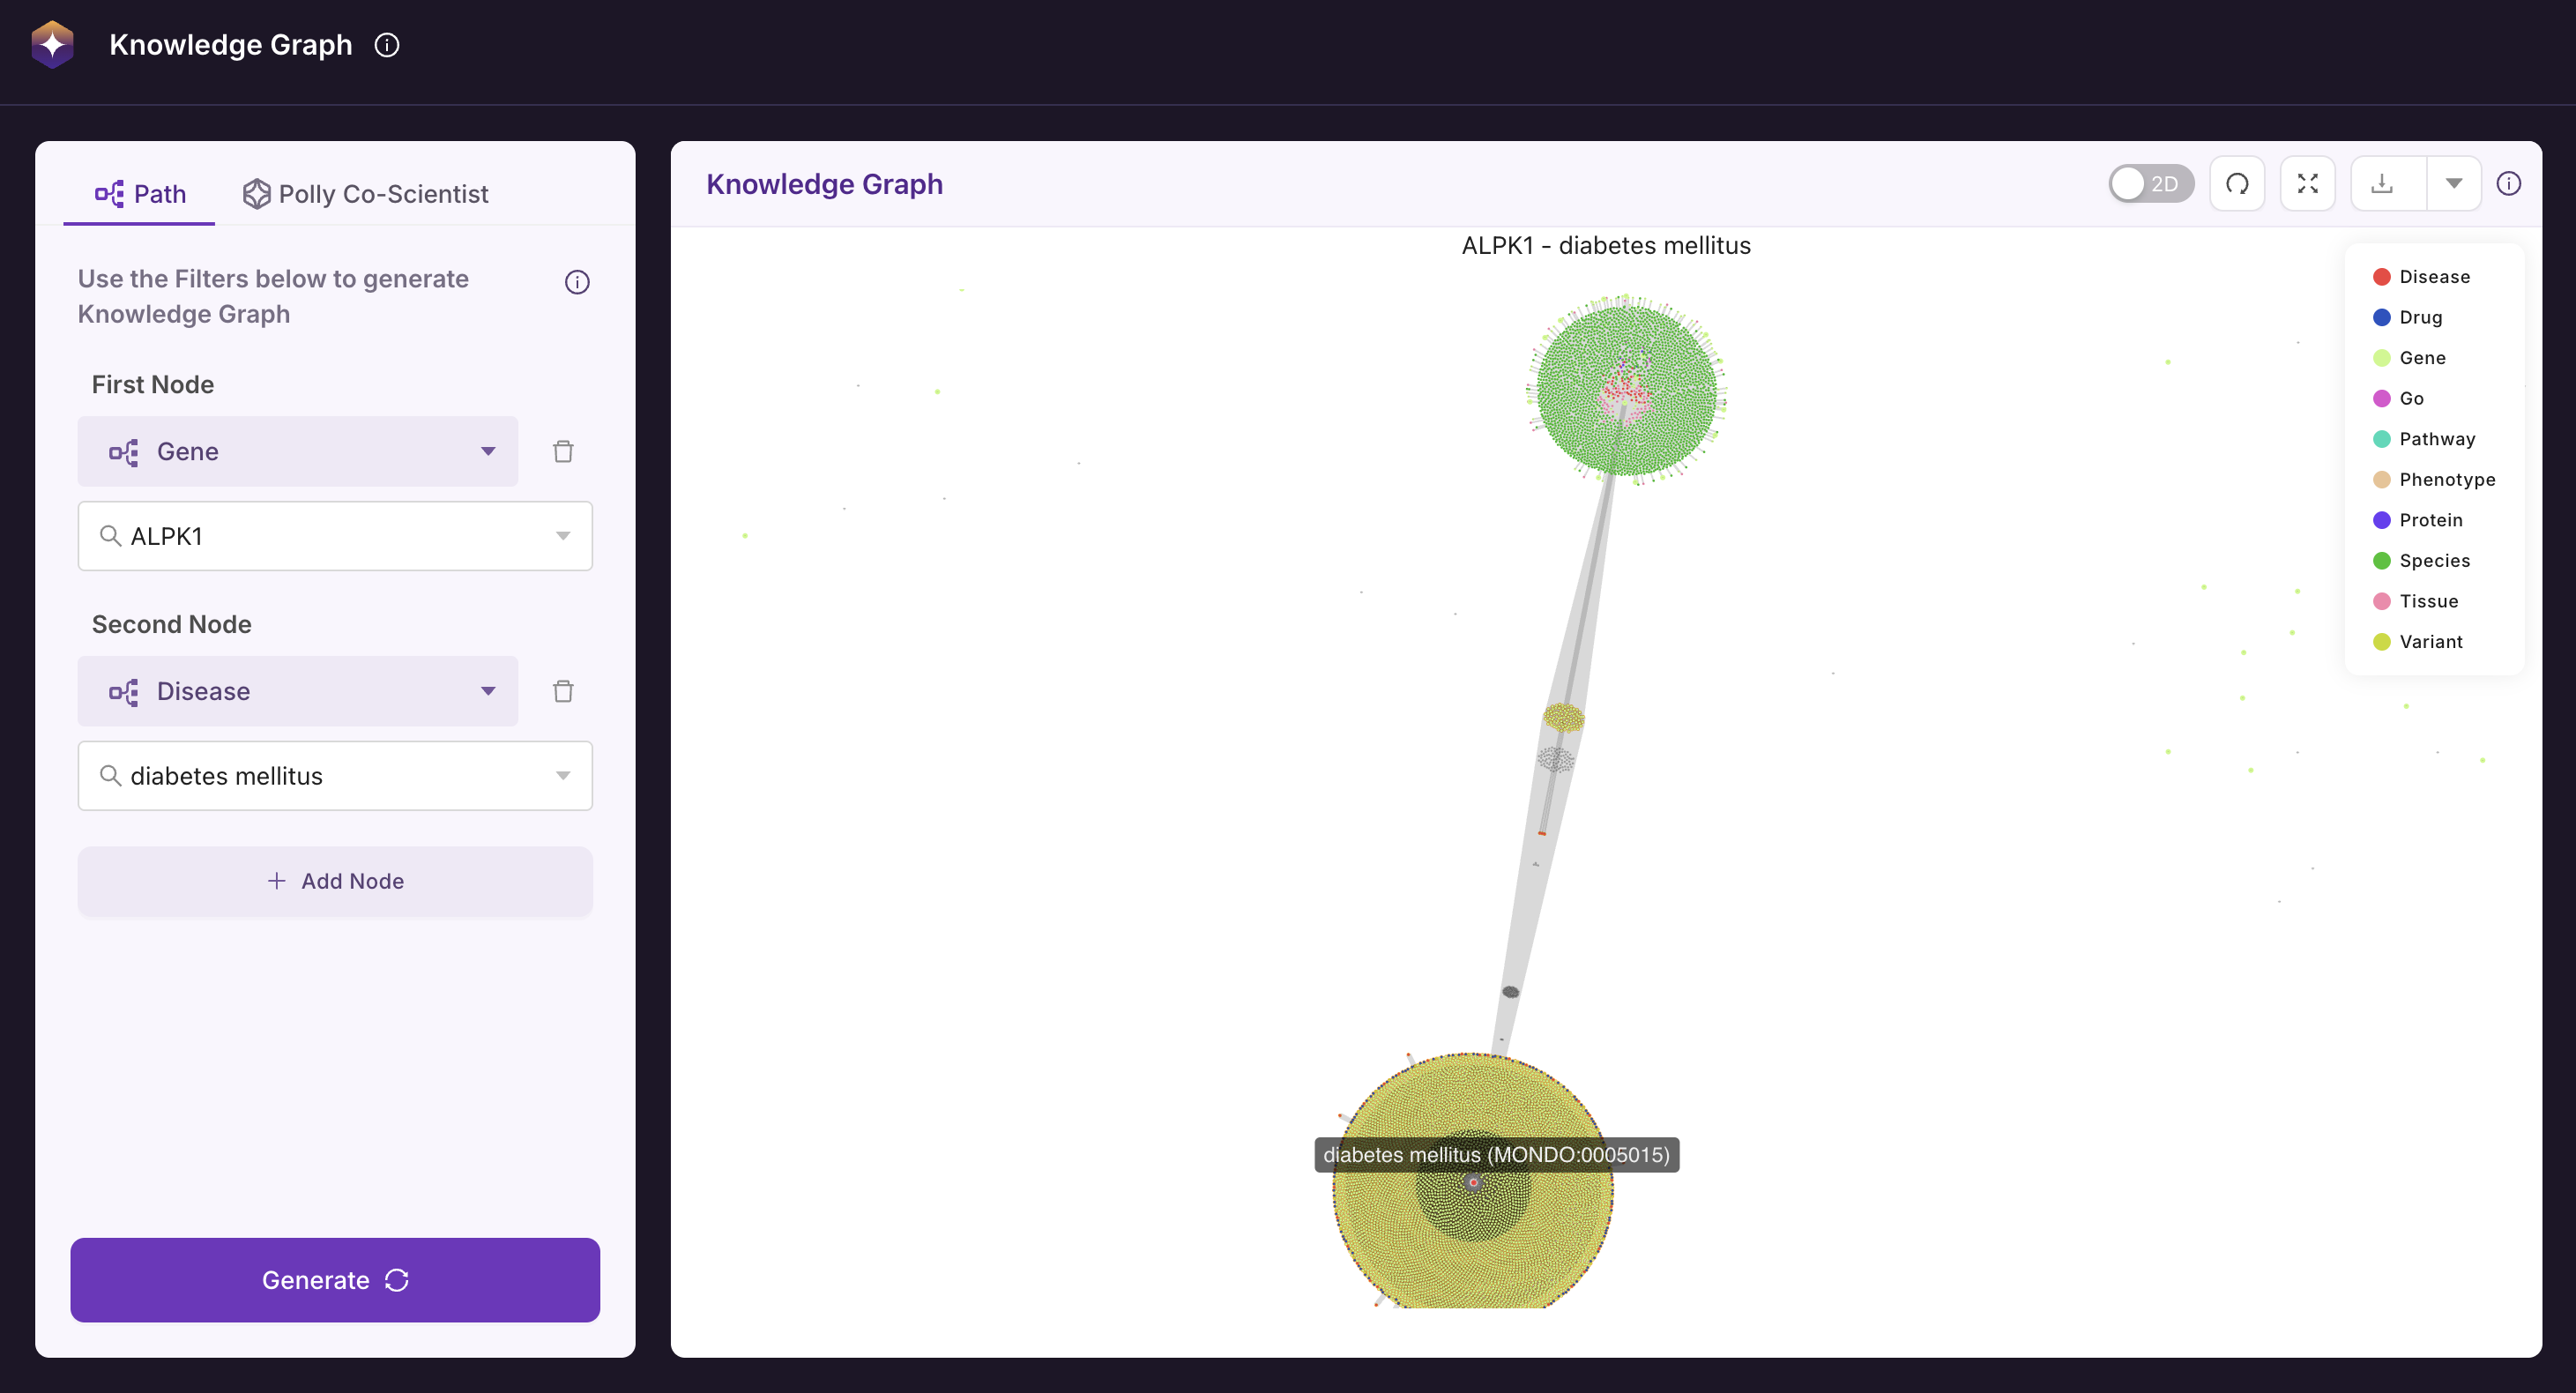 Knowledge Graph
Path
Polly Co-Scientist
Use the Filters below to generate
Knowledge Graph
First Node
Gene
ALPK1
Second Node
Disease
diabetes mellitus
Add Node
Generate
Knowledge Graph
2D
ALPK1 - diabetes mellitus
Disease
Drug
Gene
Go
Pathway
Phenotype
Protein
Species
Tissue
Variant
diabetes mellitus (MONDO:0005015)